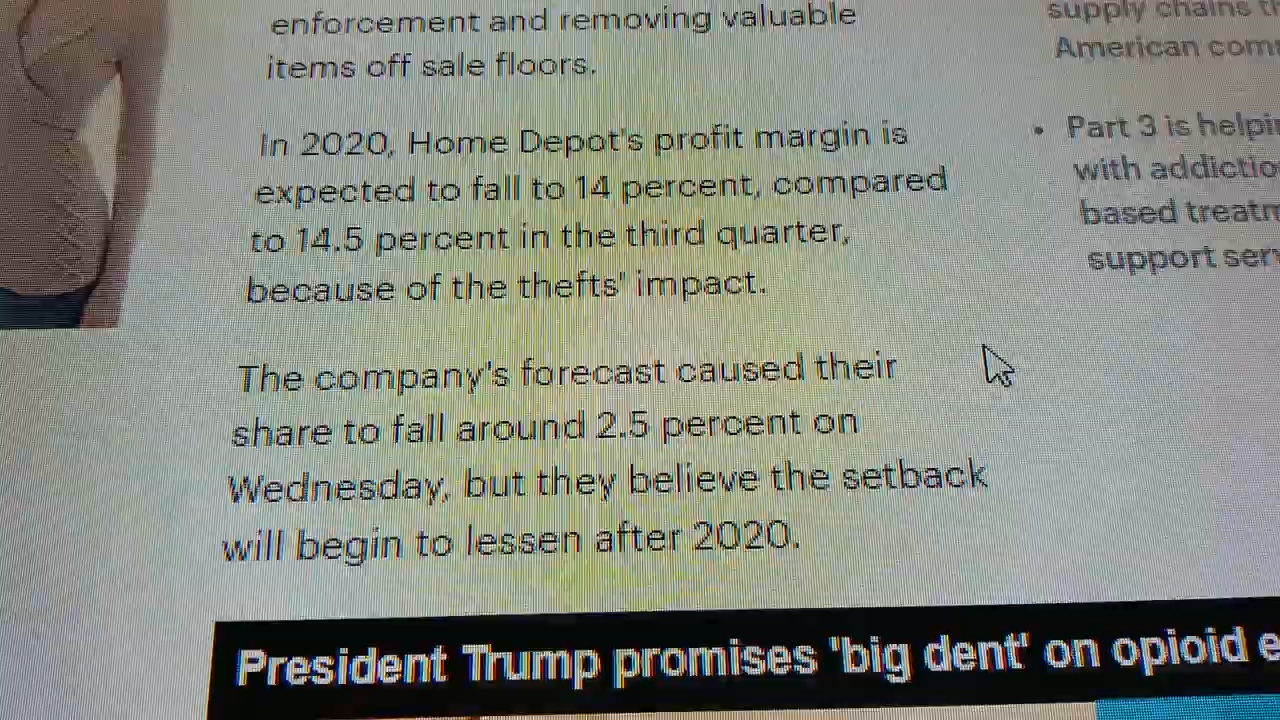 enforcement and removing valuable
items off sale floors.
In 2020, Home Depot's profit margin is
expected to fall to 14 percent, compared
to 14.5 percent in the third quarter,
because of the thefts' impact.
The company's forecast caused their
share to fall around 2.5 percent on
Wednesday, but they believe the setback
will begin to lessen after 2020.
President Trump promises 'big dent' on opioid
supply chains
American
Part 3 is
with
based
support